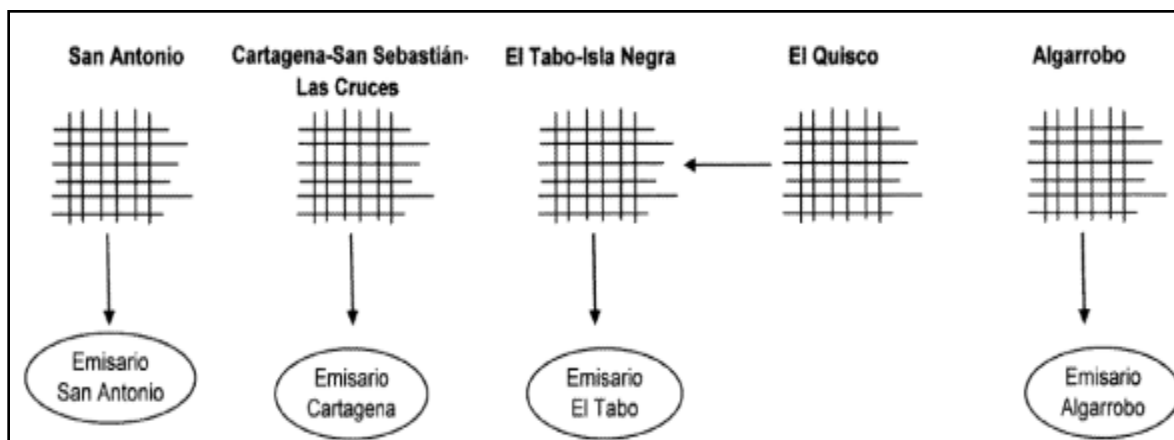 San Antonio
Cartagena-San Sebastián-
Las Cruces
El Tabo-Isla Negra
El Quisco
Algarrobo
Emisario
San Antonio
Emisario
Cartagena
Emisario
El Tabo
Emisario
Algarrobo